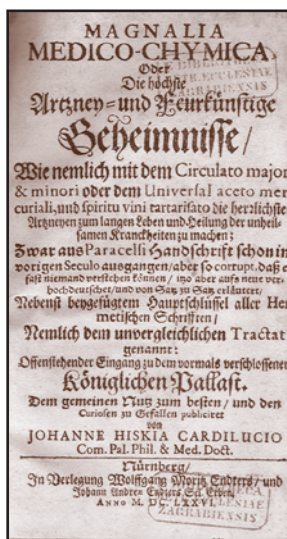 MAGNALIA
MEDICO-CHYMICA,
Oder
Die höchste
Artzney- und Feurkünstige
Geheimnisse/
Wie nemlich mit dem Circulato majori
& minori oder dem Universal aceto mer-
curiali, und spiritu vini tartarisato die herrlichste
Artzneyen zum langen Leben und Heilung der unheil-
samen Kranckheiten zu machen;
Zwar aus Paracelsi Handschrifft schon im
vorigen Seculo ausgangen/ aber so corrupt, daß es
fast niemand verstehen können/ itzo aber aufs neue ver-
hochdeutschet/ und von Satz zu Satz erläutert/
Nebenst beygefügtem Hauptschlüssel aller Her-
metischen Schrifften/
Nemlich dem unvergleichlichen Tractat
genannt:
Offenstehender Eingang zu dem vormals verschlossenen
Königlichen Pallast.
Dem gemeinen Nutz zum besten/ und den
Curiosen zu Gefallen publiciret
von
JOHANNE HISKIA CARDILUCIO
Com. Pal. Phil. & Med. Doct.
Nürnberg/
In Verlegung Wolffgang Moritz Endters/ und
Johann Andreæ Endters Sel. Erben.
ANNO M. DC. LXXVI.
BIBLIOTHECA
ECCLESIAE
ZAGRABIENSIS
ZAGRABIENSIS